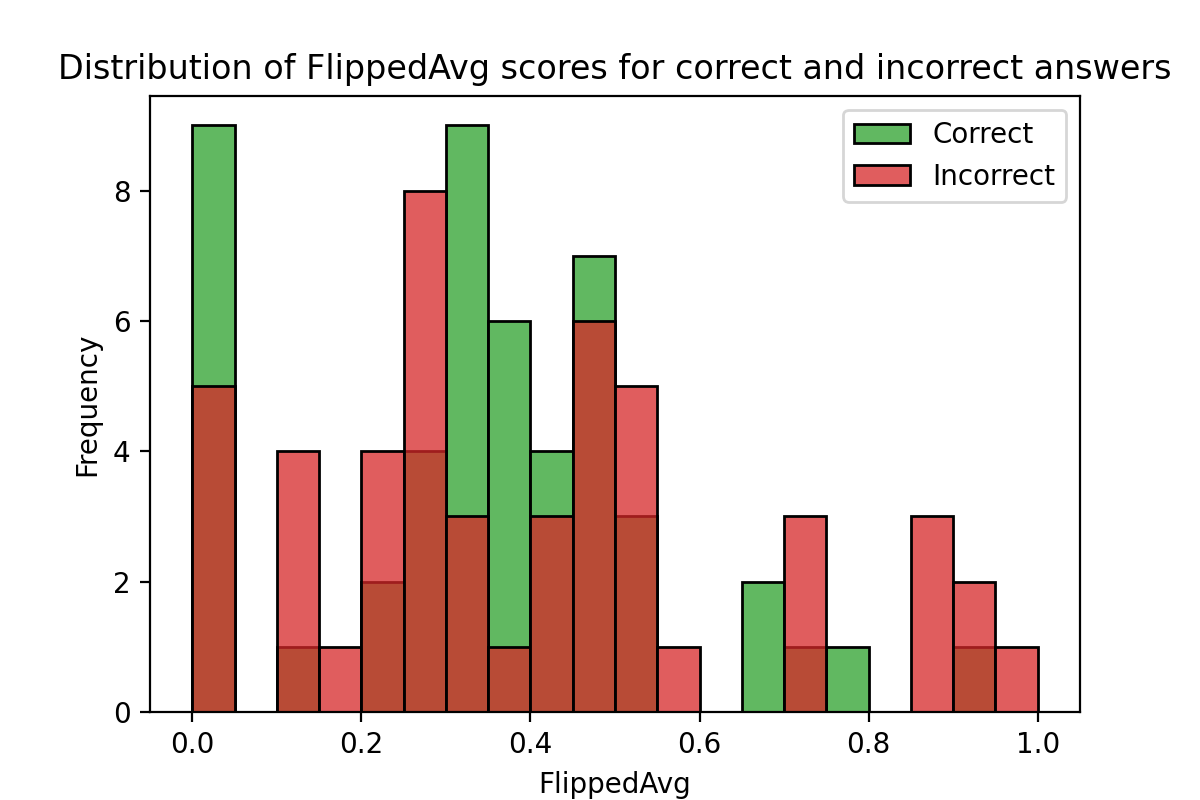 Distribution of FlippedAvg scores for correct and incorrect answers
Correct
Incorrect
Frequency
8
6
4
2
0
0.0 0.2 0.4 0.6 0.8 1.0
FlippedAvg